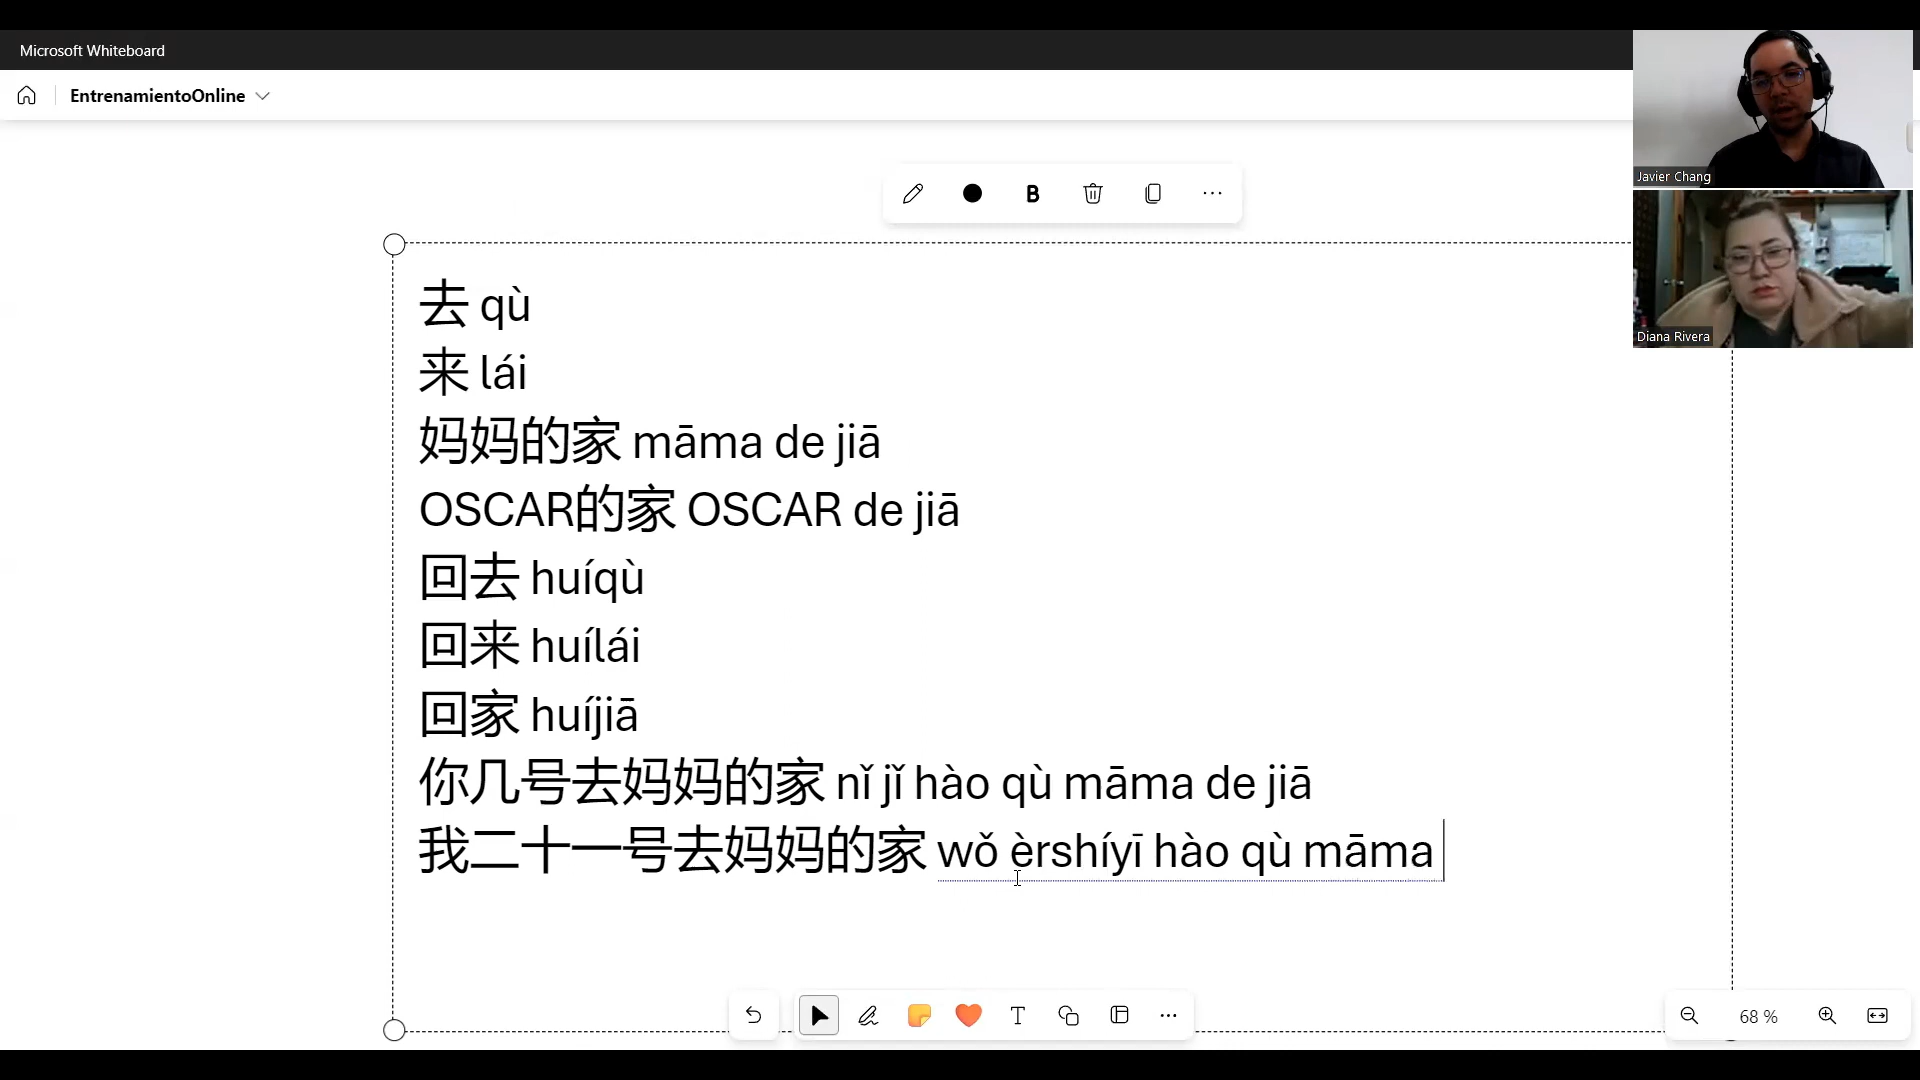 Microsoft Whiteboard
EntrenamientoOnline
B
Javier Chang
Diana Rivera
去 qù
来 lái
妈妈的家 māma de jiā
OSCAR的家 OSCAR de jiā
回去 huíqù
回来 huílái
回家 huíjiā
你几号去妈妈的家 nǐ jǐ hào qù māma de jiā
我二十一号去妈妈的家 wǒ èrshíyī hào qù māma
68 %